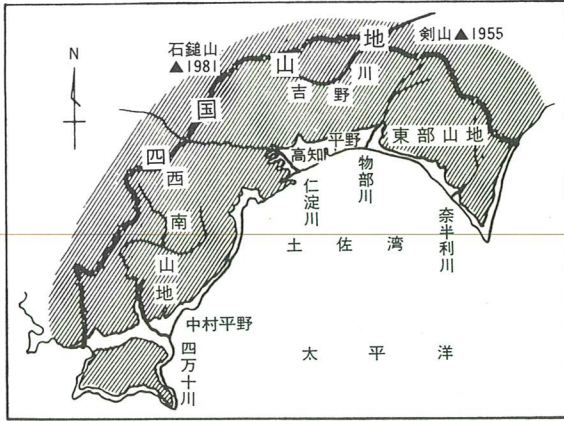 N
石鎚山
▲1981
剣山▲1955
四国山地
吉野川
東部山地
高知平野
物部川
仁淀川
奈半利川
西南山地
土佐湾
中村平野
四万十川
太平洋